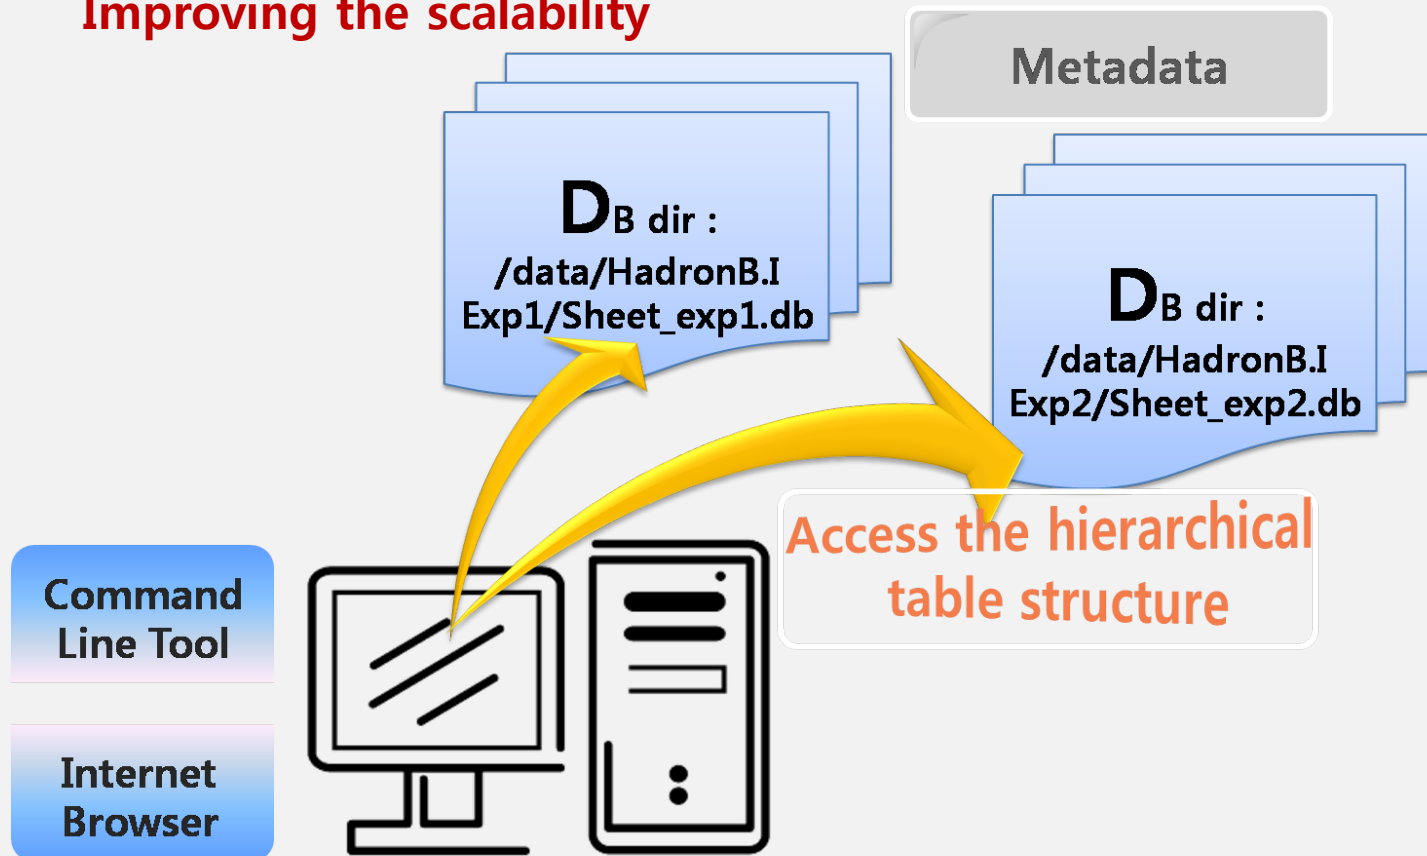 Improving the scalability
Metadata
DB dir :
/data/HadronB.I
Exp1/Sheet_exp1.db
DB dir :
/data/HadronB.I
Exp2/Sheet_exp2.db
Access the hierarchical
table structure
Command
Line Tool
Internet
Browser